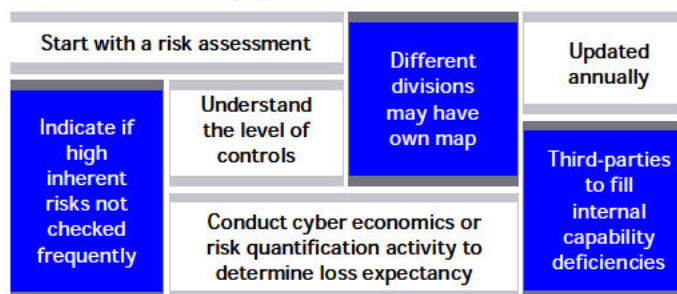 Start with a risk assessment
Different
divisions
may have
own map
Updated
annually
Indicate if
high
inherent
risks not
checked
frequently
Understand
the level of
controls
Third-parties
to fill
internal
capability
deficiencies
Conduct cyber economics or
risk quantification activity to
determine loss expectancy